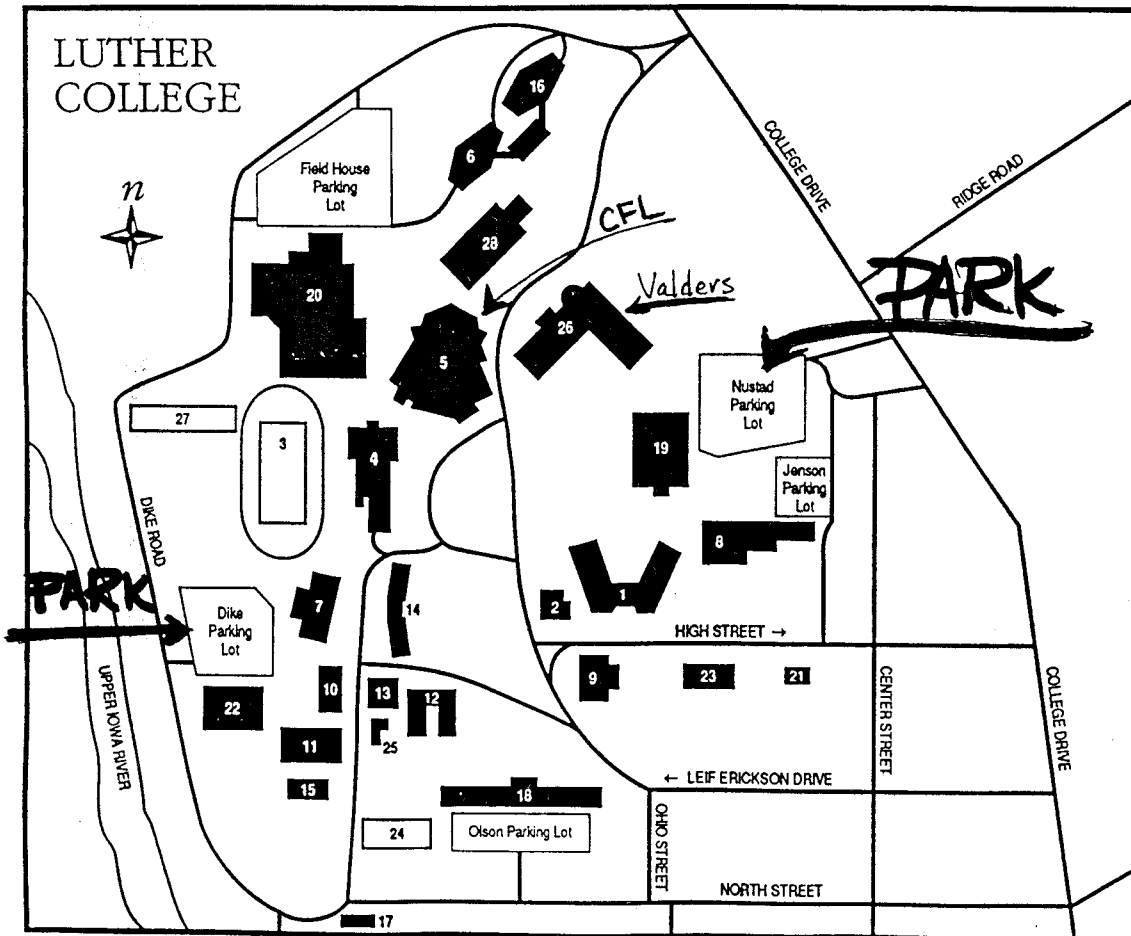 LUTHER
COLLEGE
n
16
6
Field House
Parking
Lot
COLLEGE DRIVE
RIDGE ROAD
CFL
28
20
Valders
PARK
26
5
Nustad
Parking
Lot
27
3
4
19
Jenson
Parking
Lot
DIKE ROAD
8
PARK
Dike
Parking
Lot
7
14
2
1
HIGH STREET →
UPPER IOWA RIVER
22
10
13
12
9
23
21
CENTER STREET
COLLEGE DRIVE
11
25
15
← LEIF ERICKSON DRIVE
18
24
Olson Parking Lot
OHIO STREET
NORTH STREET
17